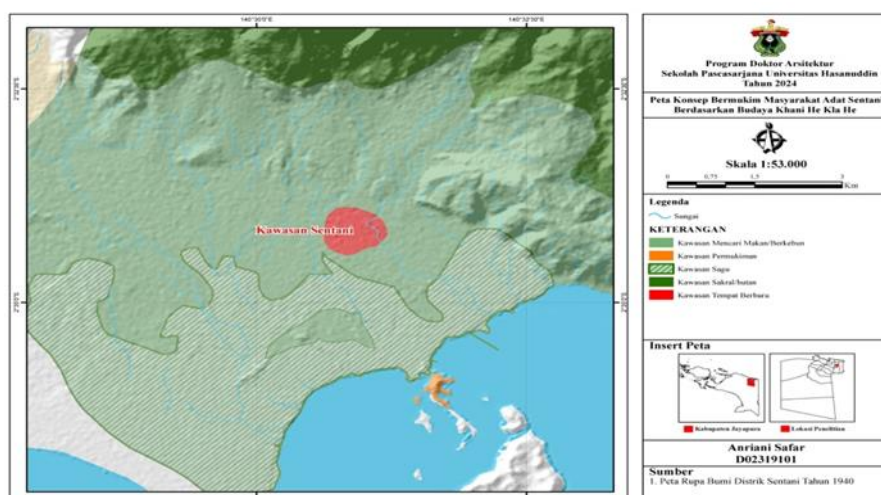 140°30'0"E
140°32'30"E
Kawasan Sentani
Program Doktor Arsitektur
Sekolah Pascasarjana Universitas Hasanuddin
Tahun 2024
Peta Konsep Bermukim Masyarakat Adat Sentani
Berdasarkan Budaya Khani He Kla He
Skala 1:53.000
0 0,75 1,5 3
Km
Legenda
Sungai
KETERANGAN
Kawasan Mencari Makan/Berkebun
Kawasan Permukiman
Kawasan Sagu
Kawasan Sakral/hutan
Kawasan Tempat Berburu
Insert Peta
Kabupaten Jayapura
Lokasi Penelitian
Anriani Safar
D02319101
Sumber
1. Peta Rupa Bumi Distrik Sentani Tahun 1940